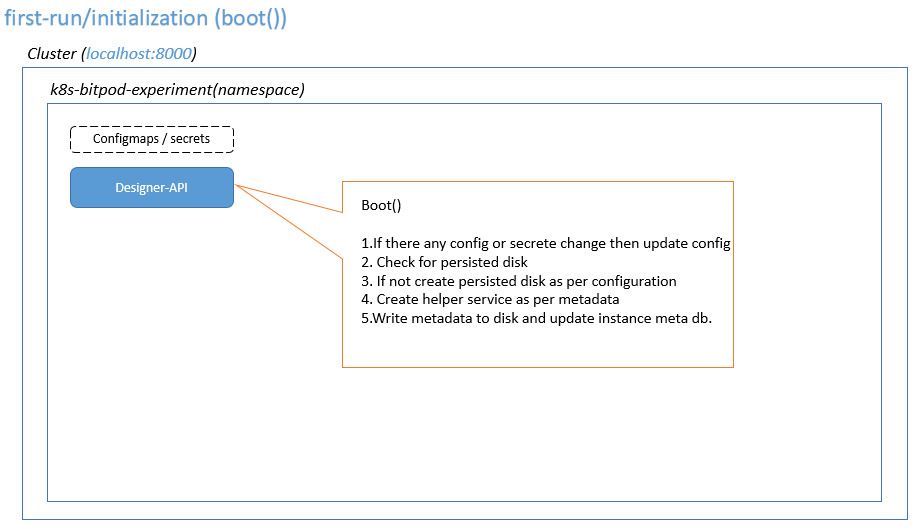 first-run/initialization (boot())
Cluster (localhost:8000)
k8s-bitpod-experiment(namespace)
Configmaps / secrets
Designer-API
Boot()
1.If there any config or secrete change then update config
2. Check for persisted disk
3. If not create persisted disk as per configuration
4. Create helper service as per metadata
5.Write metadata to disk and update instance meta db.